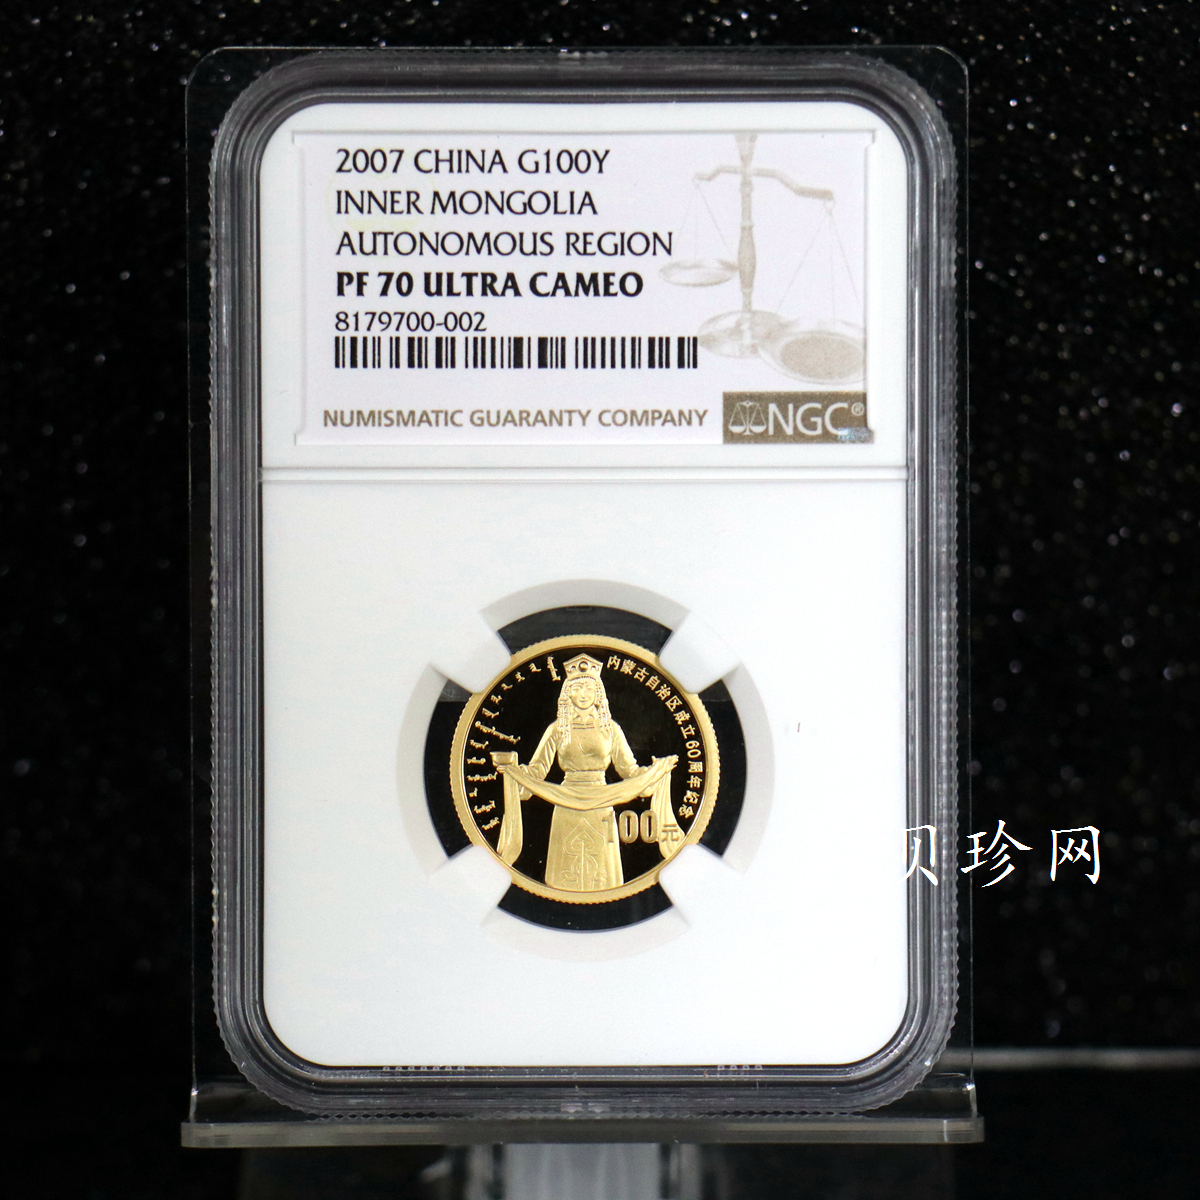 2007 CHINA G100Y
INNER MONGOLIA
AUTONOMOUS REGION
PF 70 ULTRA CAMEO
8179700-002
NUMISMATIC GUARANTY COMPANY
NGC®
内蒙古自治区成立60周年纪念
100元
贝珍网